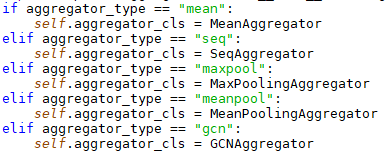 if aggregator_type == "mean":
    self.aggregator_cls = MeanAggregator
elif aggregator_type == "seq":
    self.aggregator_cls = SeqAggregator
elif aggregator_type == "maxpool":
    self.aggregator_cls = MaxPoolingAggregator
elif aggregator_type == "meanpool":
    self.aggregator_cls = MeanPoolingAggregator
elif aggregator_type == "gcn":
    self.aggregator_cls = GCNAggregator